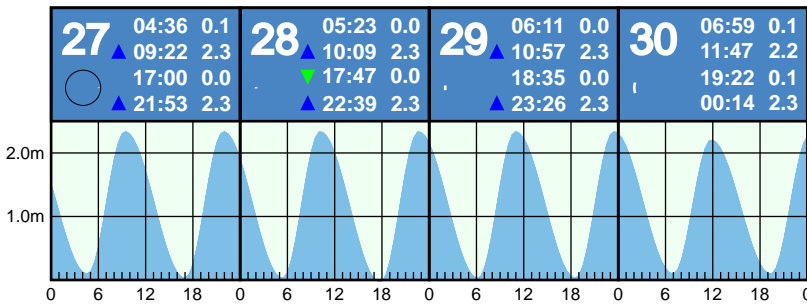 27 04:36 0.1
▲ 09:22 2.3
17:00 0.0
▲ 21:53 2.3
28 05:23 0.0
▲ 10:09 2.3
▼ 17:47 0.0
▲ 22:39 2.3
29 06:11 0.0
▲ 10:57 2.3
18:35 0.0
▲ 23:26 2.3
30 06:59 0.1
11:47 2.2
19:22 0.1
00:14 2.3
2.0m
1.0m
0 6 12 18 0 6 12 18 0 6 12 18 0 6 12 18 0